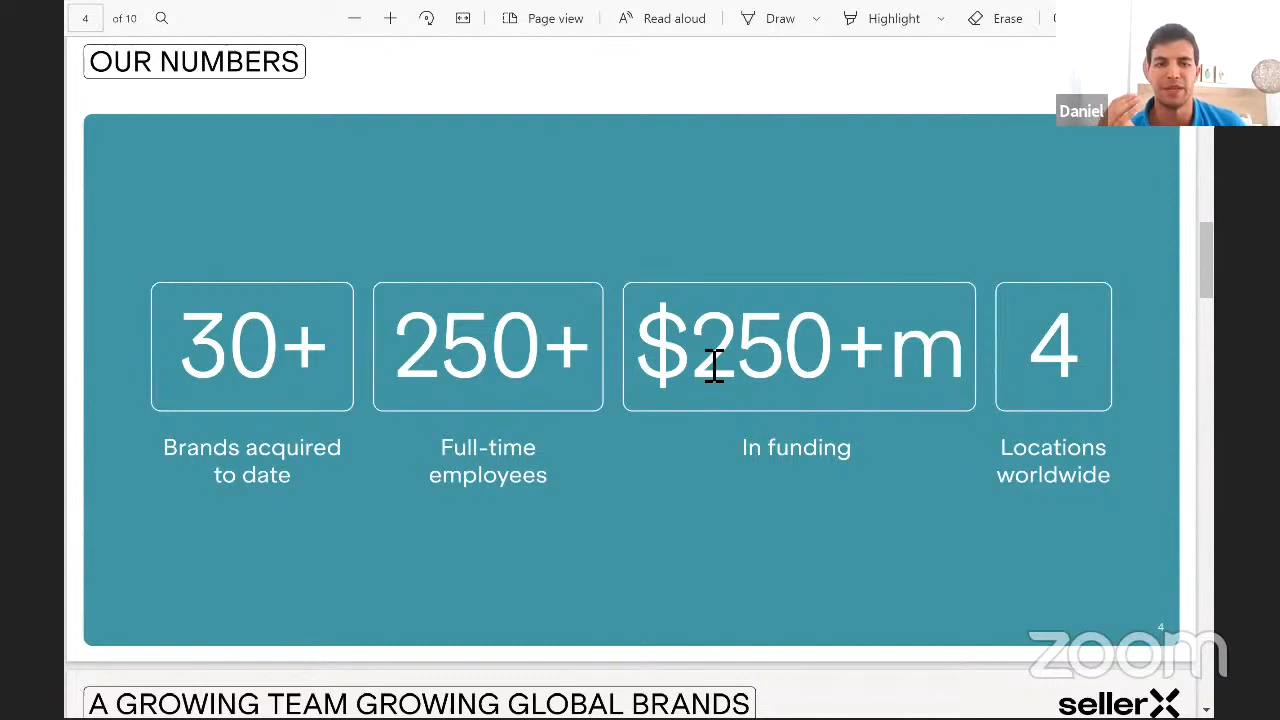 4 of 10 Page view Read aloud Draw Highlight Erase
OUR NUMBERS
Daniel
30+ 250+ $250+m 4
Brands acquired Full-time In funding Locations
to date employees worldwide
4
zoom
A GROWING TEAM GROWING GLOBAL BRANDS sellerX